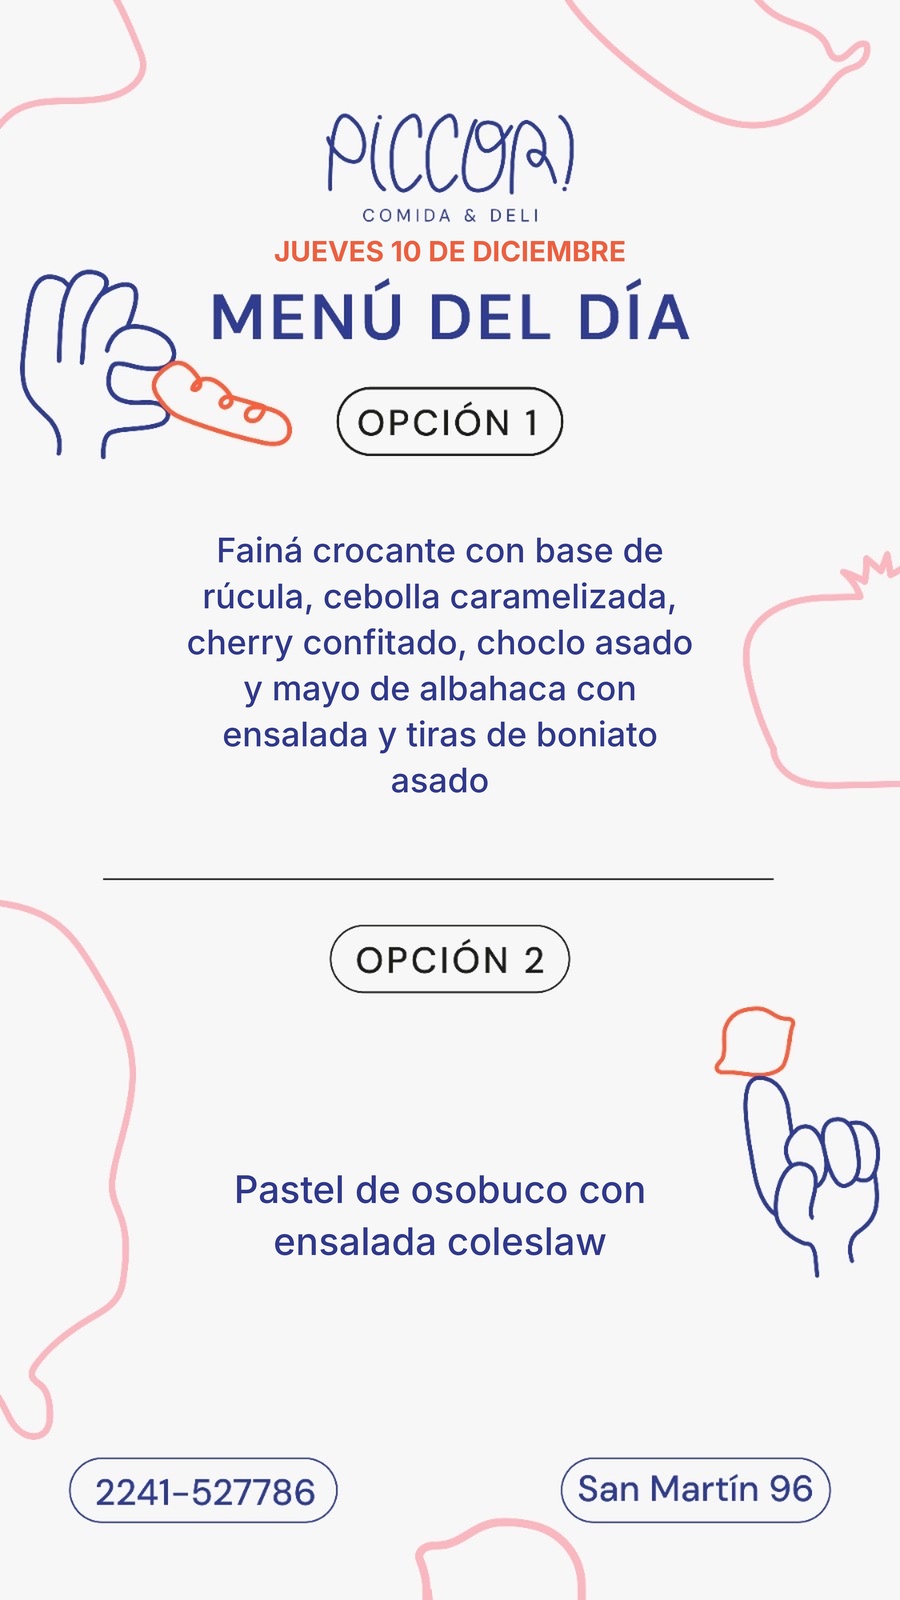 PICCOR!
COMIDA & DELI
JUEVES 10 DE DICIEMBRE
MENÚ DEL DÍA
OPCIÓN 1
Fainá crocante con base de
rúcula, cebolla caramelizada,
cherry confitado, choclo asado
y mayo de albahaca con
ensalada y tiras de boniato
asado
OPCIÓN 2
Pastel de osobuco con
ensalada coleslaw
2241-527786
San Martín 96